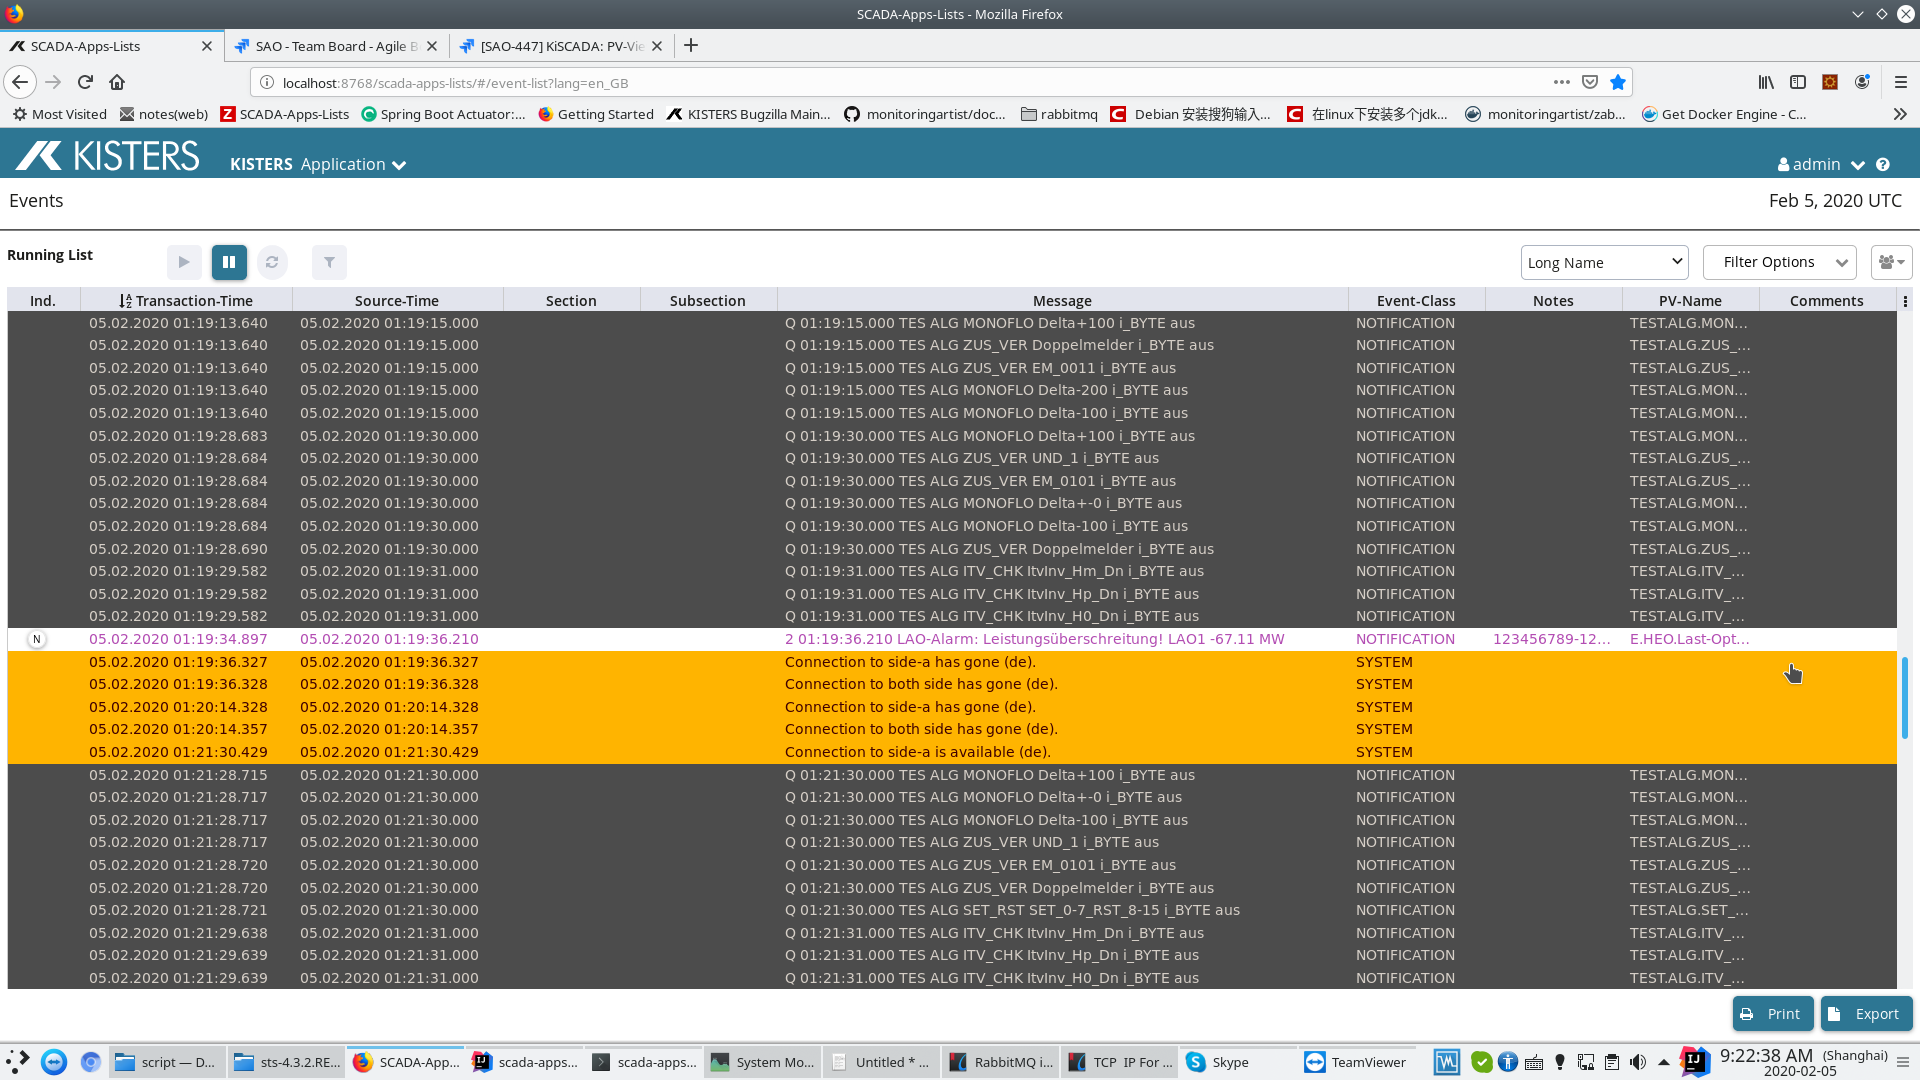 SCADA-Apps-Lists - Mozilla Firefox
SCADA-Apps-Lists
SAO - Team Board - Agile B
[SAO-447] KiSCADA: PV-Vie
localhost:8768/scada-apps-lists/#/event-list?lang=en_GB
Most Visited notes(web) SCADA-Apps-Lists Spring Boot Actuator:... Getting Started KISTERS Bugzilla Main... monitoringartist/doc... rabbitmq Debian 安装搜狗输入... 在linux下安装多个jdk... monitoringartist/zab... Get Docker Engine - C...
KISTERS KISTERS Application admin
Events Feb 5, 2020 UTC
Running List Long Name Filter Options
Ind. Transaction-Time Source-Time Section Subsection Message Event-Class Notes PV-Name Comments
05.02.2020 01:19:13.640 05.02.2020 01:19:15.000 Q 01:19:15.000 TES ALG MONOFLO Delta+100 i_BYTE aus NOTIFICATION TEST.ALG.MON...
05.02.2020 01:19:13.640 05.02.2020 01:19:15.000 Q 01:19:15.000 TES ALG ZUS_VER Doppelmelder i_BYTE aus NOTIFICATION TEST.ALG.ZUS_...
05.02.2020 01:19:13.640 05.02.2020 01:19:15.000 Q 01:19:15.000 TES ALG ZUS_VER EM_0011 i_BYTE aus NOTIFICATION TEST.ALG.ZUS_...
05.02.2020 01:19:13.640 05.02.2020 01:19:15.000 Q 01:19:15.000 TES ALG MONOFLO Delta-200 i_BYTE aus NOTIFICATION TEST.ALG.MON...
05.02.2020 01:19:13.640 05.02.2020 01:19:15.000 Q 01:19:15.000 TES ALG MONOFLO Delta-100 i_BYTE aus NOTIFICATION TEST.ALG.MON...
05.02.2020 01:19:28.683 05.02.2020 01:19:30.000 Q 01:19:30.000 TES ALG MONOFLO Delta+100 i_BYTE aus NOTIFICATION TEST.ALG.MON...
05.02.2020 01:19:28.684 05.02.2020 01:19:30.000 Q 01:19:30.000 TES ALG ZUS_VER UND_1 i_BYTE aus NOTIFICATION TEST.ALG.ZUS_...
05.02.2020 01:19:28.684 05.02.2020 01:19:30.000 Q 01:19:30.000 TES ALG ZUS_VER EM_0101 i_BYTE aus NOTIFICATION TEST.ALG.ZUS_...
05.02.2020 01:19:28.684 05.02.2020 01:19:30.000 Q 01:19:30.000 TES ALG MONOFLO Delta+-0 i_BYTE aus NOTIFICATION TEST.ALG.MON...
05.02.2020 01:19:28.684 05.02.2020 01:19:30.000 Q 01:19:30.000 TES ALG MONOFLO Delta-100 i_BYTE aus NOTIFICATION TEST.ALG.MON...
05.02.2020 01:19:28.690 05.02.2020 01:19:30.000 Q 01:19:30.000 TES ALG ZUS_VER Doppelmelder i_BYTE aus NOTIFICATION TEST.ALG.ZUS_...
05.02.2020 01:19:29.582 05.02.2020 01:19:31.000 Q 01:19:31.000 TES ALG ITV_CHK ItvInv_Hm_Dn i_BYTE aus NOTIFICATION TEST.ALG.ITV_...
05.02.2020 01:19:29.582 05.02.2020 01:19:31.000 Q 01:19:31.000 TES ALG ITV_CHK ItvInv_Hp_Dn i_BYTE aus NOTIFICATION TEST.ALG.ITV_...
05.02.2020 01:19:29.582 05.02.2020 01:19:31.000 Q 01:19:31.000 TES ALG ITV_CHK ItvInv_H0_Dn i_BYTE aus NOTIFICATION TEST.ALG.ITV_...
N 05.02.2020 01:19:34.897 05.02.2020 01:19:36.210 2 01:19:36.210 LAO-Alarm: Leistungsüberschreitung! LAO1 -67.11 MW NOTIFICATION 123456789-12... E.HEO.Last-Opt...
05.02.2020 01:19:36.327 05.02.2020 01:19:36.327 Connection to side-a has gone (de). SYSTEM
05.02.2020 01:19:36.328 05.02.2020 01:19:36.328 Connection to both side has gone (de). SYSTEM
05.02.2020 01:20:14.328 05.02.2020 01:20:14.328 Connection to side-a has gone (de). SYSTEM
05.02.2020 01:20:14.357 05.02.2020 01:20:14.357 Connection to both side has gone (de). SYSTEM
05.02.2020 01:21:30.429 05.02.2020 01:21:30.429 Connection to side-a is available (de). SYSTEM
05.02.2020 01:21:28.715 05.02.2020 01:21:30.000 Q 01:21:30.000 TES ALG MONOFLO Delta+100 i_BYTE aus NOTIFICATION TEST.ALG.MON...
05.02.2020 01:21:28.717 05.02.2020 01:21:30.000 Q 01:21:30.000 TES ALG MONOFLO Delta+-0 i_BYTE aus NOTIFICATION TEST.ALG.MON...
05.02.2020 01:21:28.717 05.02.2020 01:21:30.000 Q 01:21:30.000 TES ALG MONOFLO Delta-100 i_BYTE aus NOTIFICATION TEST.ALG.MON...
05.02.2020 01:21:28.717 05.02.2020 01:21:30.000 Q 01:21:30.000 TES ALG ZUS_VER UND_1 i_BYTE aus NOTIFICATION TEST.ALG.ZUS_...
05.02.2020 01:21:28.720 05.02.2020 01:21:30.000 Q 01:21:30.000 TES ALG ZUS_VER EM_0101 i_BYTE aus NOTIFICATION TEST.ALG.ZUS_...
05.02.2020 01:21:28.720 05.02.2020 01:21:30.000 Q 01:21:30.000 TES ALG ZUS_VER Doppelmelder i_BYTE aus NOTIFICATION TEST.ALG.ZUS_...
05.02.2020 01:21:28.721 05.02.2020 01:21:30.000 Q 01:21:30.000 TES ALG SET_RST SET_0-7_RST_8-15 i_BYTE aus NOTIFICATION TEST.ALG.SET_...
05.02.2020 01:21:29.638 05.02.2020 01:21:31.000 Q 01:21:31.000 TES ALG ITV_CHK ItvInv_Hm_Dn i_BYTE aus NOTIFICATION TEST.ALG.ITV_...
05.02.2020 01:21:29.639 05.02.2020 01:21:31.000 Q 01:21:31.000 TES ALG ITV_CHK ItvInv_Hp_Dn i_BYTE aus NOTIFICATION TEST.ALG.ITV_...
05.02.2020 01:21:29.639 05.02.2020 01:21:31.000 Q 01:21:31.000 TES ALG ITV_CHK ItvInv_H0_Dn i_BYTE aus NOTIFICATION TEST.ALG.ITV_...
Print Export
script — D... sts-4.3.2.RE... SCADA-App... scada-apps... scada-apps... System Mo... Untitled * ... RabbitMQ i... TCP IP For ... Skype TeamViewer 9:22:38 AM (Shanghai)
2020-02-05